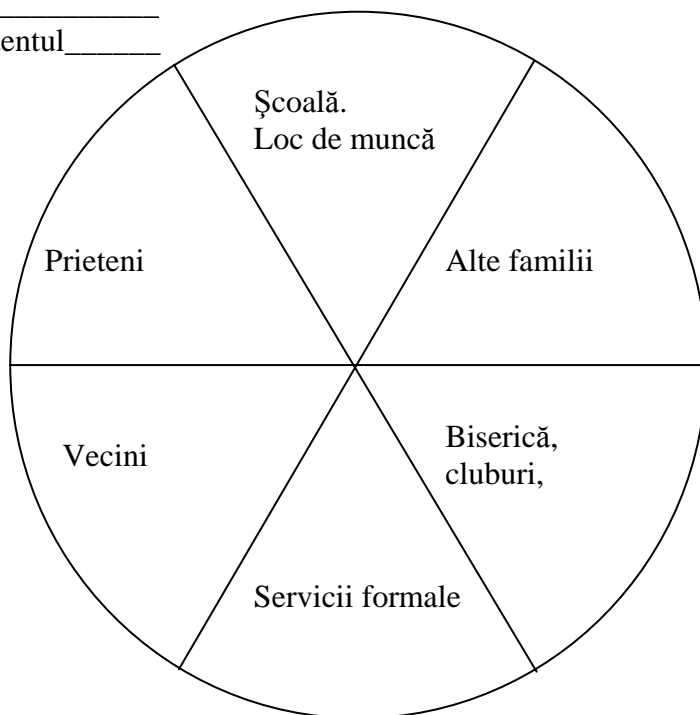 __________
entul______
Şcoală.
Loc de muncă
Prieteni
Alte familii
Vecini
Biserică,
cluburi,
Servicii formale